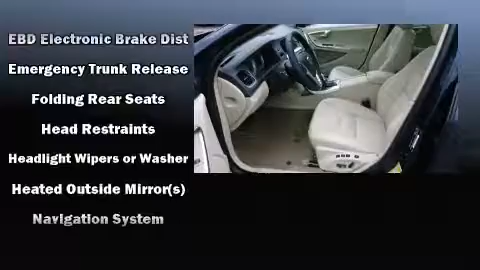 EBD Electronic Brake Dist
Emergency Trunk Release
Folding Rear Seats
Head Restraints
Headlight Wipers or Washer
Heated Outside Mirror(s)
Navigation System